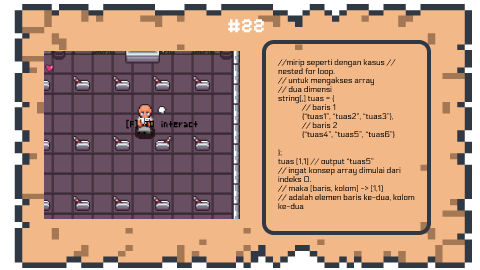 #22
//mirip seperti dengan kasus //
nested for loop.
// untuk mengakses array
// dua dimensi
string[,] tuas = {
// baris 1
{"tuas1", "tuas2", "tuas3"},
// baris 2
{"tuas4", "tuas5", "tuas6"}
};
tuas [1,1] // output "tuas5"
// ingat konsep array dimulai dari
indeks 0.
// maka [baris, kolom] -> [1,1]
// adalah elemen baris ke-dua, kolom
ke-dua
interact